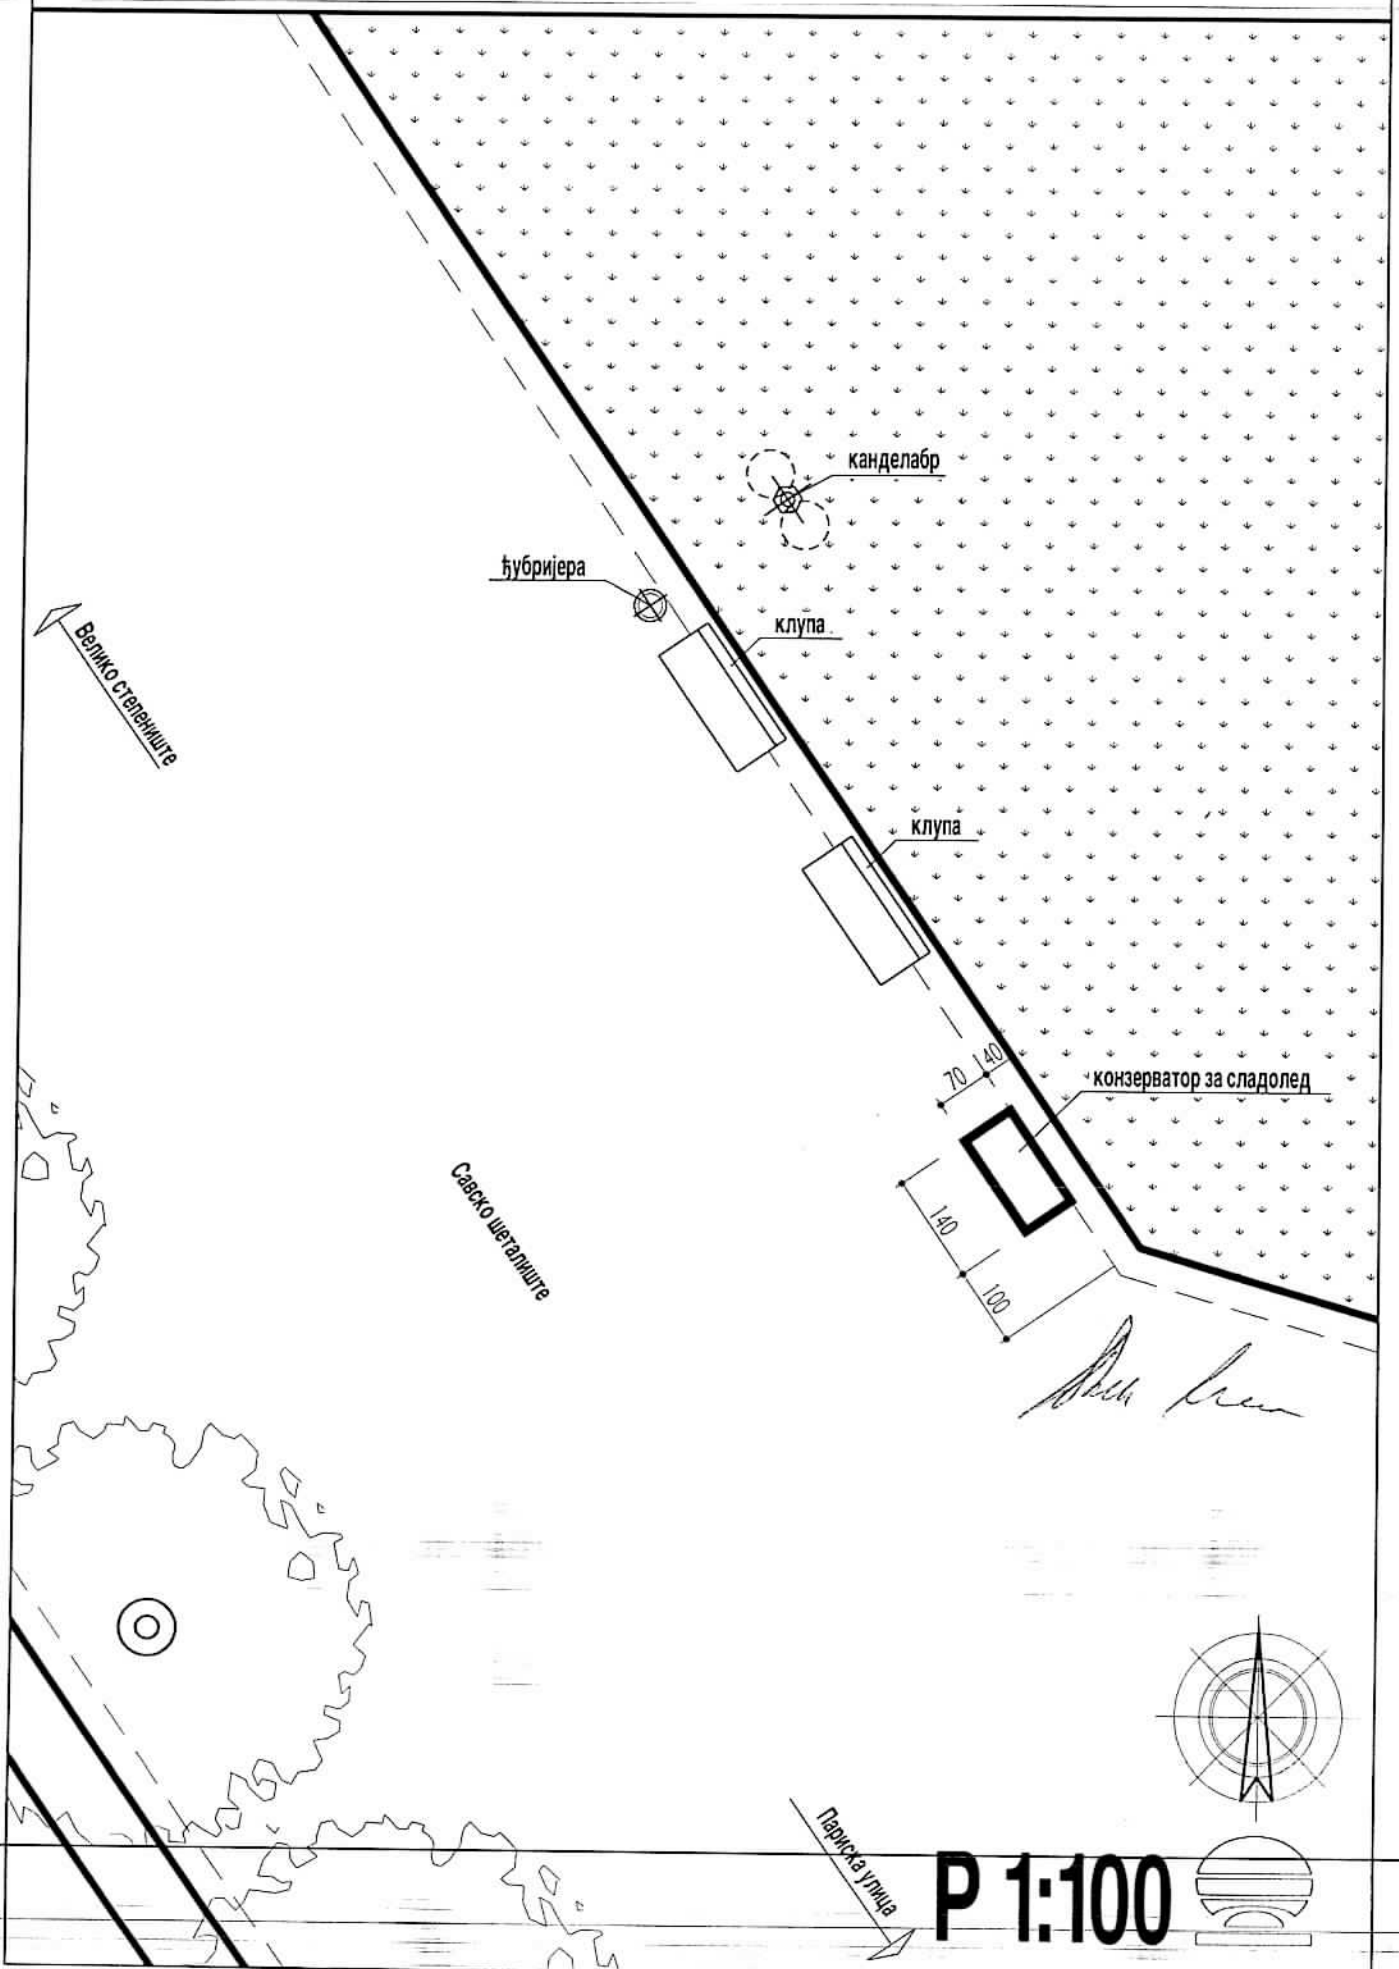 канделабр
ђубријера
клупа
Велико степениште
клупа
40
70
конзерватор за сладолед
Савско шеталиште
140
100
Париска улица
Р 1:100